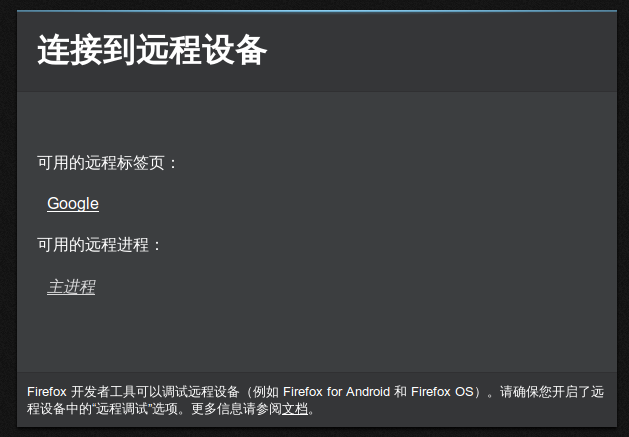 连接到远程设备
可用的远程标签页：
Google
可用的远程进程：
主进程
Firefox 开发者工具可以调试远程设备（例如 Firefox for Android 和 Firefox OS）。请确保您开启了远
程设备中的“远程调试”选项。更多信息请参阅文档。